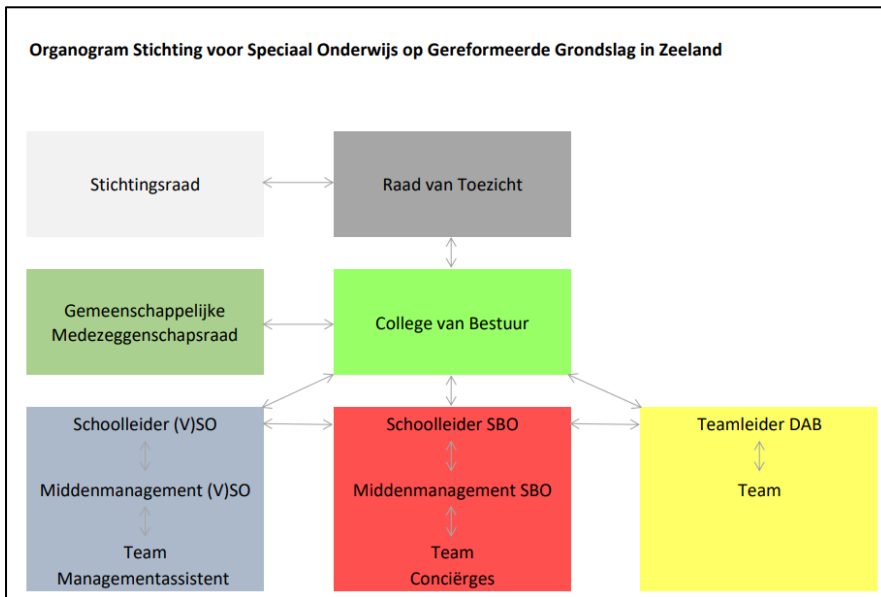 Organogram Stichting voor Speciaal Onderwijs op Gereformeerde Grondslag in Zeeland
Stichtingsraad
Raad van Toezicht
Gemeenschappelijke
Medezeggenschapsraad
College van Bestuur
Schoolleider (V)SO
Middenmanagement (V)SO
Team
Managementassistent
Schoolleider SBO
Middenmanagement SBO
Team
Conciërges
Teamleider DAB
Team